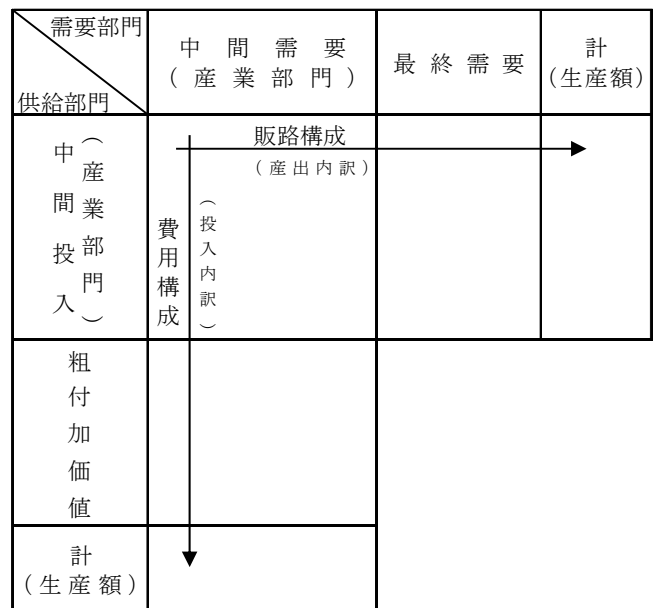 需要部門
供給部門
中間需要
(産業部門)
最終需要
計
(生産額)
中間投入
(産業部門)
販路構成
(産出内訳)
費用構成
(投入内訳)
粗付加価値
計
(生産額)